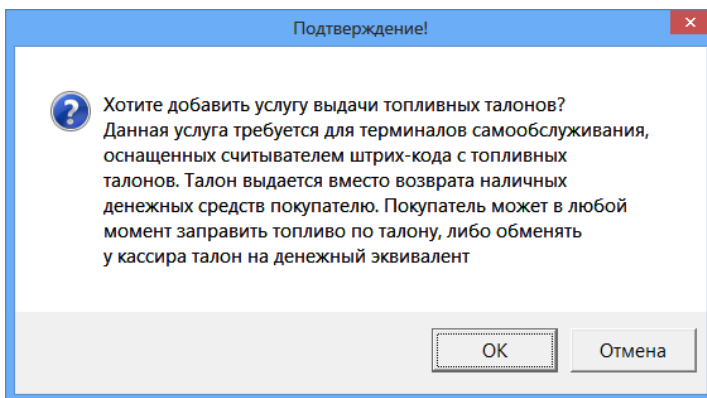 Подтверждение!
Хотите добавить услугу выдачи топливных талонов?
Данная услуга требуется для терминалов самообслуживания,
оснащенных считывателем штрих-кода с топливных
талонов. Талон выдается вместо возврата наличных
денежных средств покупателю. Покупатель может в любой
момент заправить топливо по талону, либо обменять
у кассира талон на денежный эквивалент
ОК Отмена